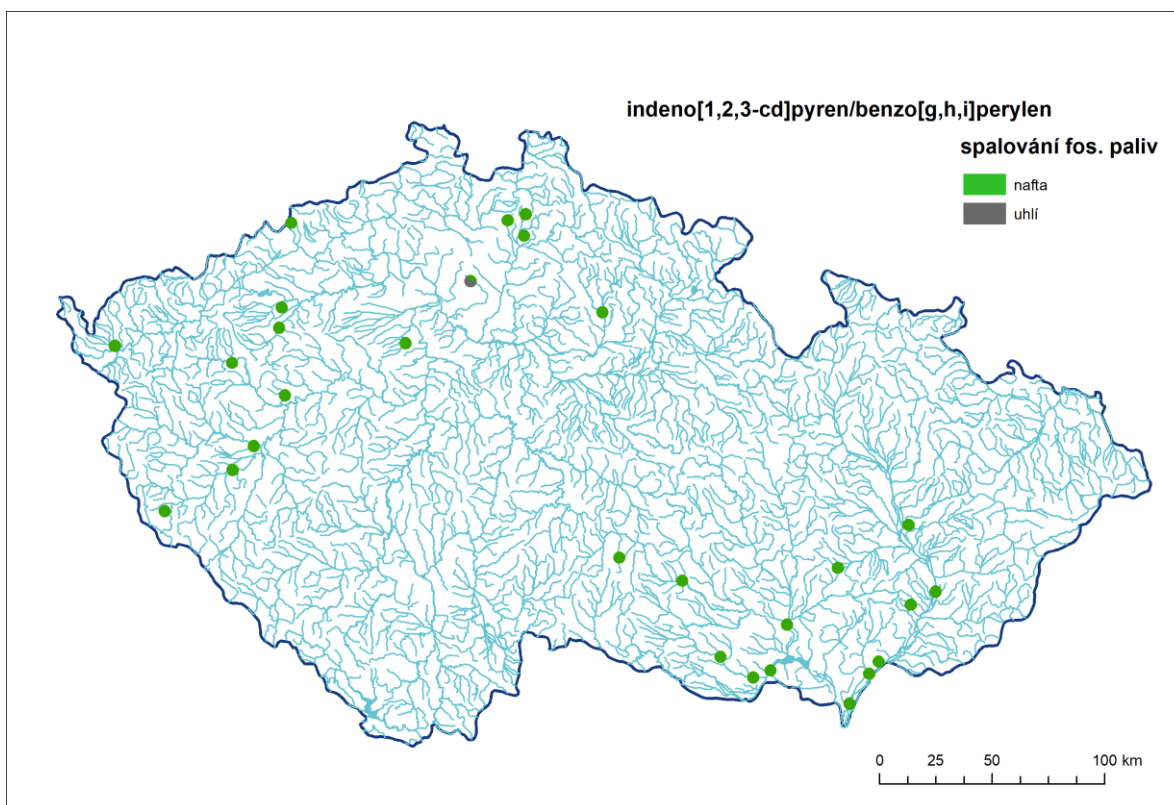 indeno[1,2,3-cd]pyren/benzo[g,h,i]perylen
spalování fos. paliv
nafta
uhlí
0 25 50 100 km